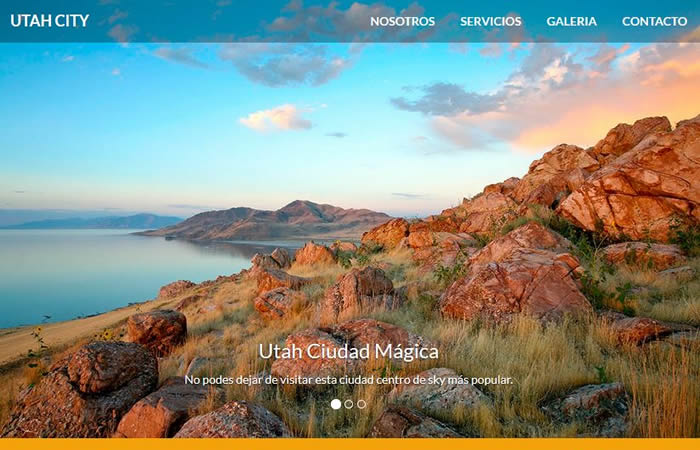 UTAH CITY
NOSOTROS SERVICIOS GALERIA CONTACTO
Utah Ciudad Mágica
No podes dejar de visitar esta ciudad centro de sky más popular.